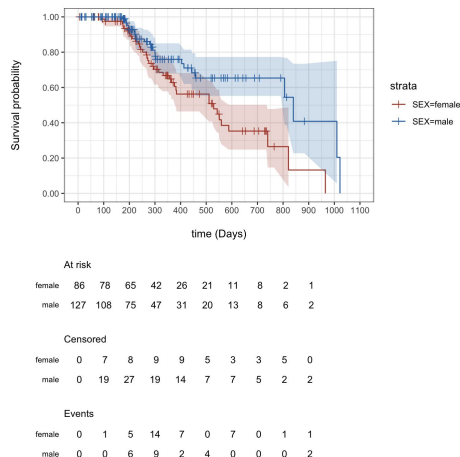 1.00
0.80
0.60
0.40
0.20
0.00
Survival probability
0 100 200 300 400 500 600 700 800 900 1000 1100
time (Days)
strata
SEX=female
SEX=male
At risk
female 86 78 65 42 26 21 11 8 2 1
male 127 108 75 47 31 20 13 8 6 2
Censored
female 0 7 8 9 9 5 3 3 5 0
male 0 19 27 19 14 7 7 5 2 2
Events
female 0 1 5 14 7 0 7 0 1 1
male 0 0 6 9 2 4 0 0 0 2